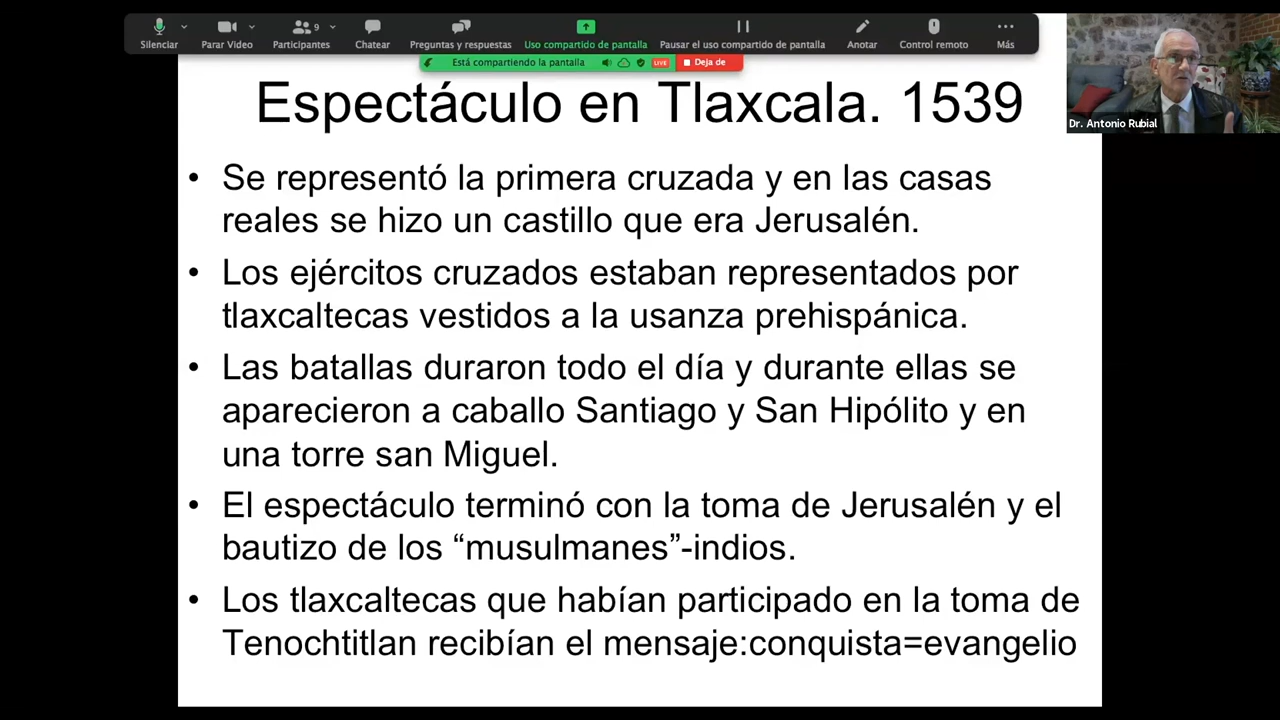 9
Silenciar
Parar Video
Participantes
Chatear
Preguntas y respuestas
Uso compartido de pantalla
Pausar el uso compartido de pantalla
Anotar
Control remoto
Más
Está compartiendo la pantalla
LIVE
Deja de
Dr. Antonio Rubial
Espectáculo en Tlaxcala. 1539
• Se representó la primera cruzada y en las casas
reales se hizo un castillo que era Jerusalén.
• Los ejércitos cruzados estaban representados por
tlaxcaltecas vestidos a la usanza prehispánica.
• Las batallas duraron todo el día y durante ellas se
aparecieron a caballo Santiago y San Hipólito y en
una torre san Miguel.
• El espectáculo terminó con la toma de Jerusalén y el
bautizo de los “musulmanes”-indios.
• Los tlaxcaltecas que habían participado en la toma de
Tenochtitlan recibían el mensaje:conquista=evangelio